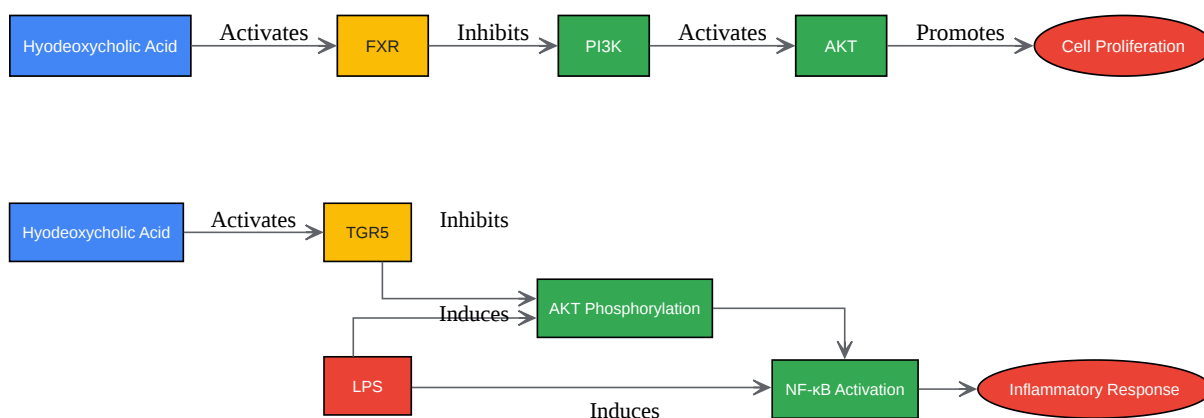 Hyodeoxycholic Acid
Activates
FXR
Inhibits
PI3K
Activates
AKT
Promotes
Cell Proliferation
Hyodeoxycholic Acid
Activates
TGR5
Inhibits
AKT Phosphorylation
Induces
LPS
NF-κB Activation
Inflammatory Response
Induces